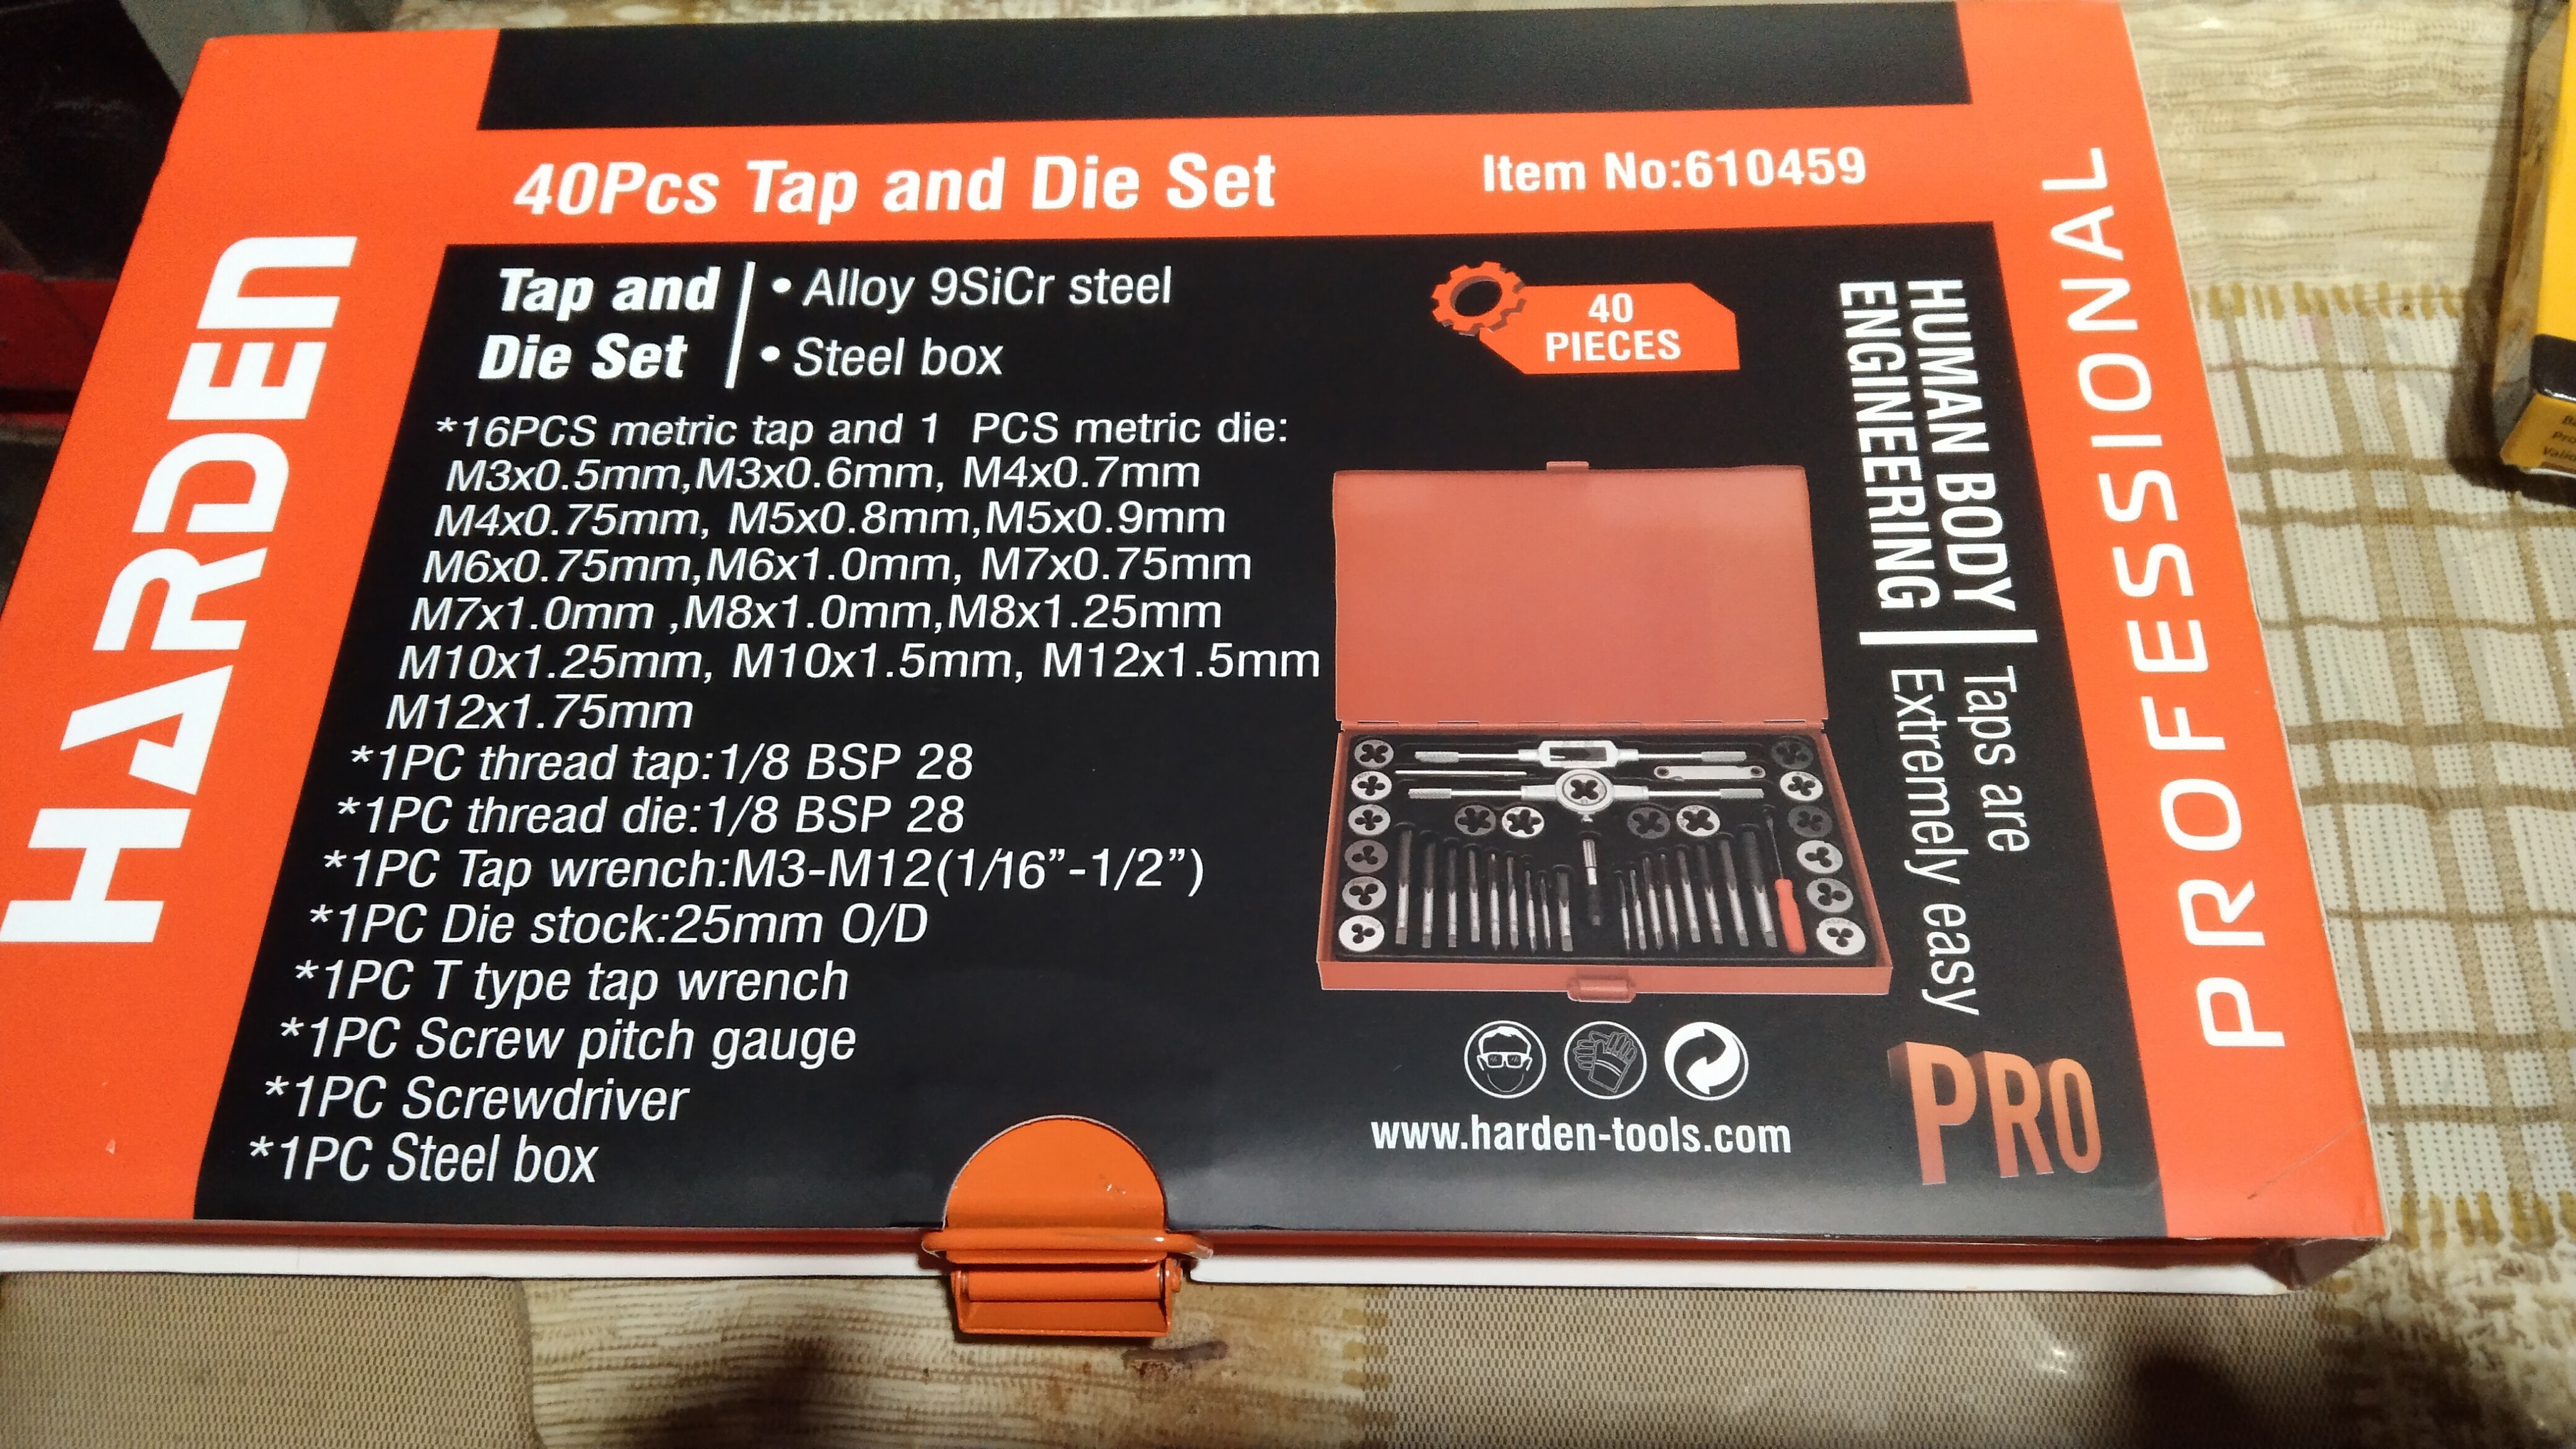 HARDEN
40Pcs Tap and Die Set
Item No:610459
Tap and
Die Set
• Alloy 9SiCr steel
• Steel box
40
PIECES
*16PCS metric tap and 1 PCS metric die:
M3x0.5mm,M3x0.6mm, M4x0.7mm
M4x0.75mm, M5x0.8mm,M5x0.9mm
M6x0.75mm,M6x1.0mm, M7x0.75mm
M7x1.0mm ,M8x1.0mm,M8x1.25mm
M10x1.25mm, M10x1.5mm, M12x1.5mm
M12x1.75mm
*1PC thread tap:1/8 BSP 28
*1PC thread die:1/8 BSP 28
*1PC Tap wrench:M3-M12(1/16”-1/2”)
*1PC Die stock:25mm O/D
*1PC T type tap wrench
*1PC Screw pitch gauge
*1PC Screwdriver
*1PC Steel box
HUMAN BODY
ENGINEERING
Taps are
Extremely easy
www.harden-tools.com
PRO
PROFESSIONAL